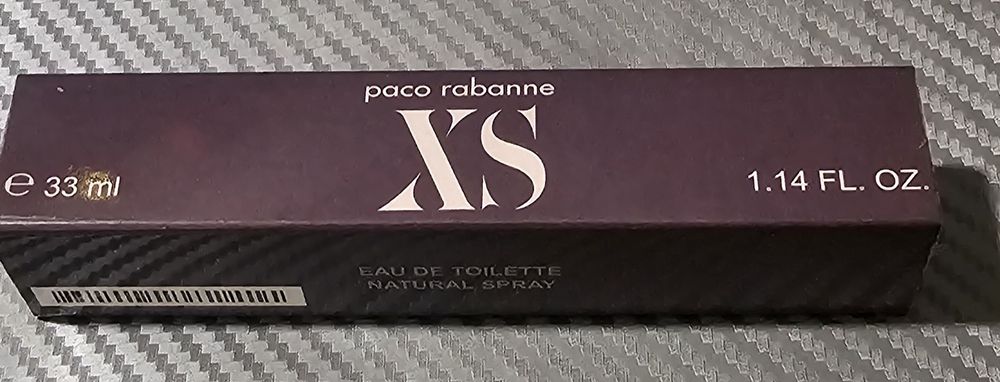 paco rabanne
XS
℮ 33 ml
1.14 FL. OZ.
EAU DE TOILETTE
NATURAL SPRAY